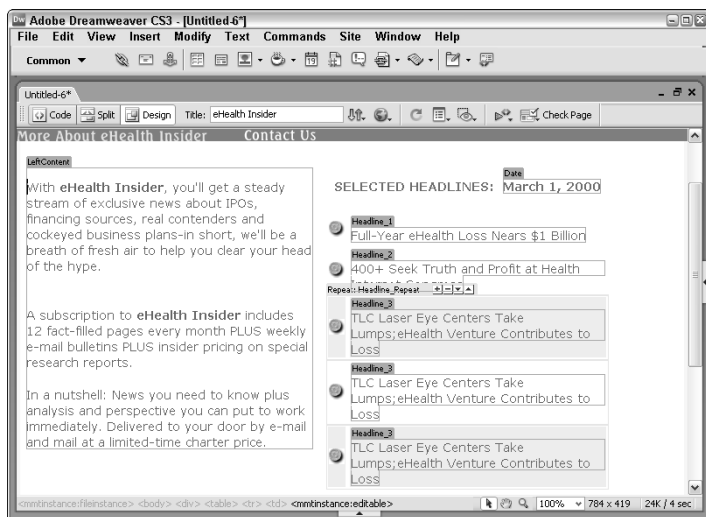 Adobe Dreamweaver CS3 - [Untitled-6*]
File Edit View Insert Modify Text Commands Site Window Help
Common
Untitled-6*
Code Split Design Title: eHealth Insider Check Page
More About eHealth Insider Contact Us
LeftContent
With eHealth Insider, you'll get a steady
stream of exclusive news about IPOs,
financing sources, real contenders and
cockeyed business plans-in short, we'll be a
breath of fresh air to help you clear your head
of the hype.
A subscription to eHealth Insider includes
12 fact-filled pages every month PLUS weekly
e-mail bulletins PLUS insider pricing on special
research reports.
In a nutshell: News you need to know plus
analysis and perspective you can put to work
immediately. Delivered to your door by e-mail
and mail at a limited-time charter price.
Date
SELECTED HEADLINES: March 1, 2000
Headline_1
Full-Year eHealth Loss Nears $1 Billion
Headline_2
400+ Seek Truth and Profit at Health
Repeat: Headline_Repeat
Headline_3
TLC Laser Eye Centers Take
Lumps;eHealth Venture Contributes to
Loss
Headline_3
TLC Laser Eye Centers Take
Lumps;eHealth Venture Contributes to
Loss
Headline_3
TLC Laser Eye Centers Take
Lumps;eHealth Venture Contributes to
Loss
<mmtinstance:fileinstance> <body> <div> <table> <tr> <td> <mmtinstance:editable> 100% 784 x 419 24K / 4 sec